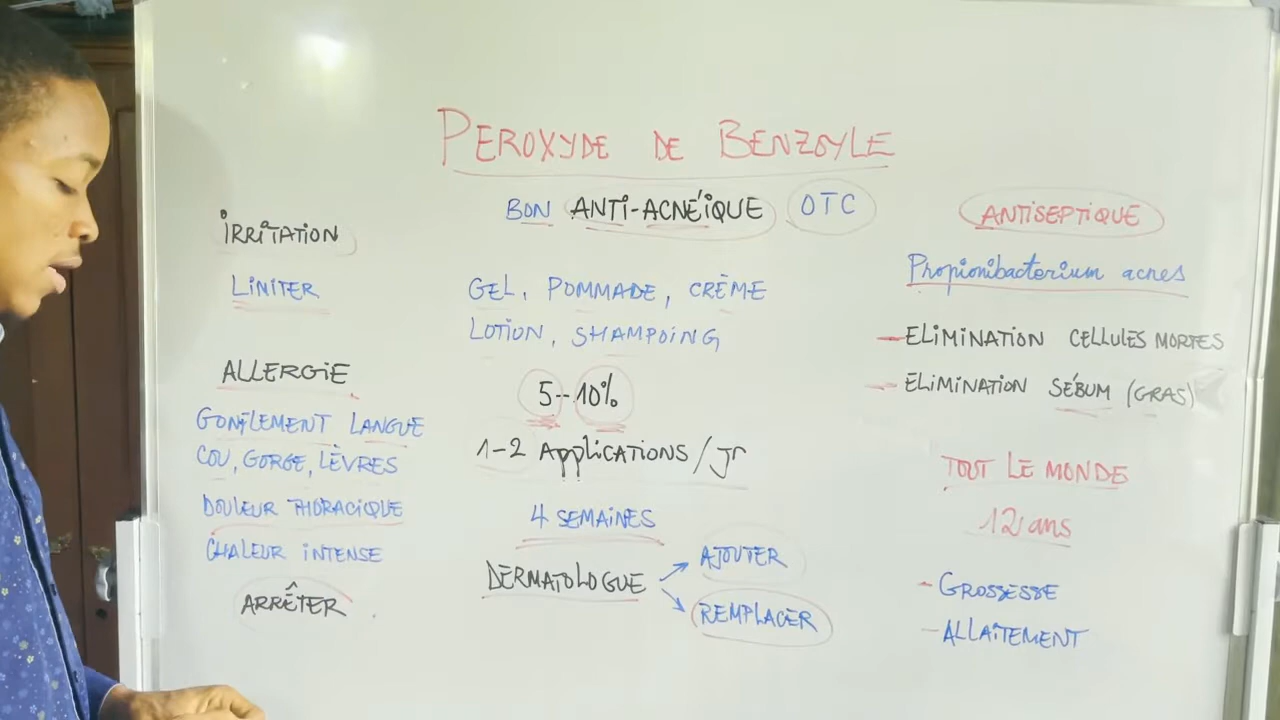 PEROXYDE DE BENZOYLE
BON ANTI-ACNÉIQUE OTC
GEL, POMMADE, CRÈME
LOTION, SHAMPOING
5-10%
1-2 APPLICATIONS/Jr
4 SEMAINES
DERMATOLOGUE
AJOUTER
REMPLACER
IRRITATION
LIMITER
ALLERGIE
GONFLEMENT LANGUE
COU, GORGE, LÈVRES
DOULEUR THORACIQUE
CHALEUR INTENSE
ARRÊTER
ANTISEPTIQUE
Propionibacterium acnes
- ELIMINATION CELLULES MORTES
- ELIMINATION SÉBUM (GRAS)
TOUT LE MONDE
12 ans
- GROSSESSE
- ALLAITEMENT